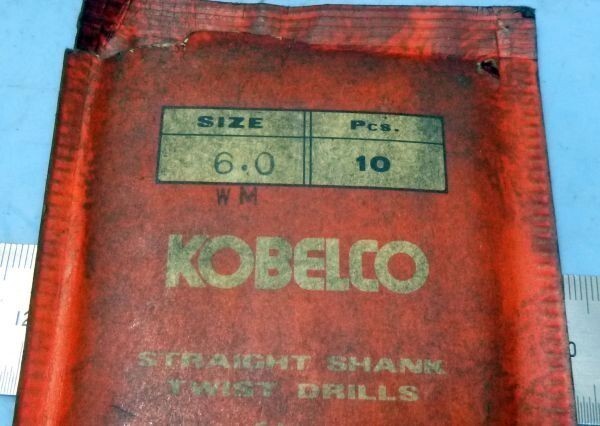 SIZE Pcs.
6.0 10
WM
KOBELCO
STRAIGHT SHANK
TWIST DRILLS